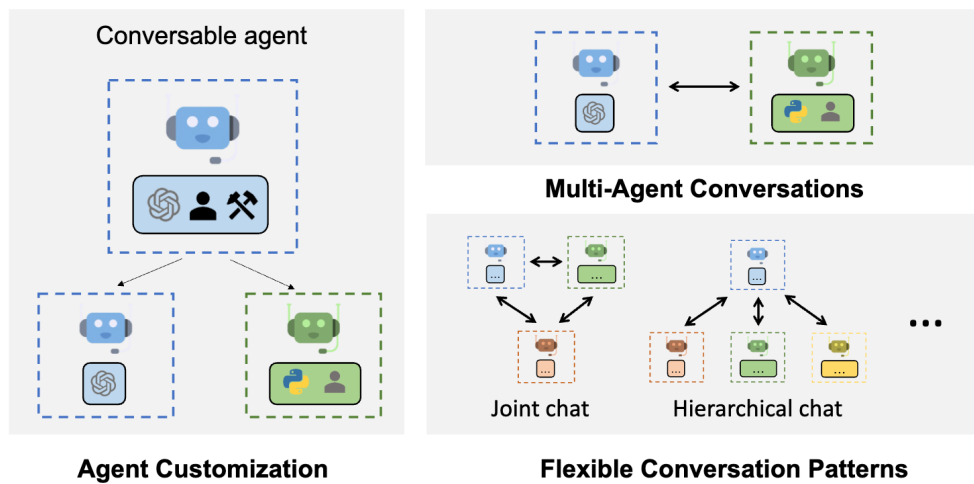 Conversable agent
Agent Customization
Multi-Agent Conversations
...
...
...
Joint chat
...
...
...
...
Hierarchical chat
...
Flexible Conversation Patterns